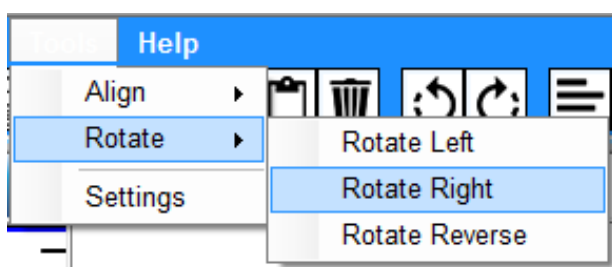 Tools Help
Align
Rotate
Settings
Rotate Left
Rotate Right
Rotate Reverse